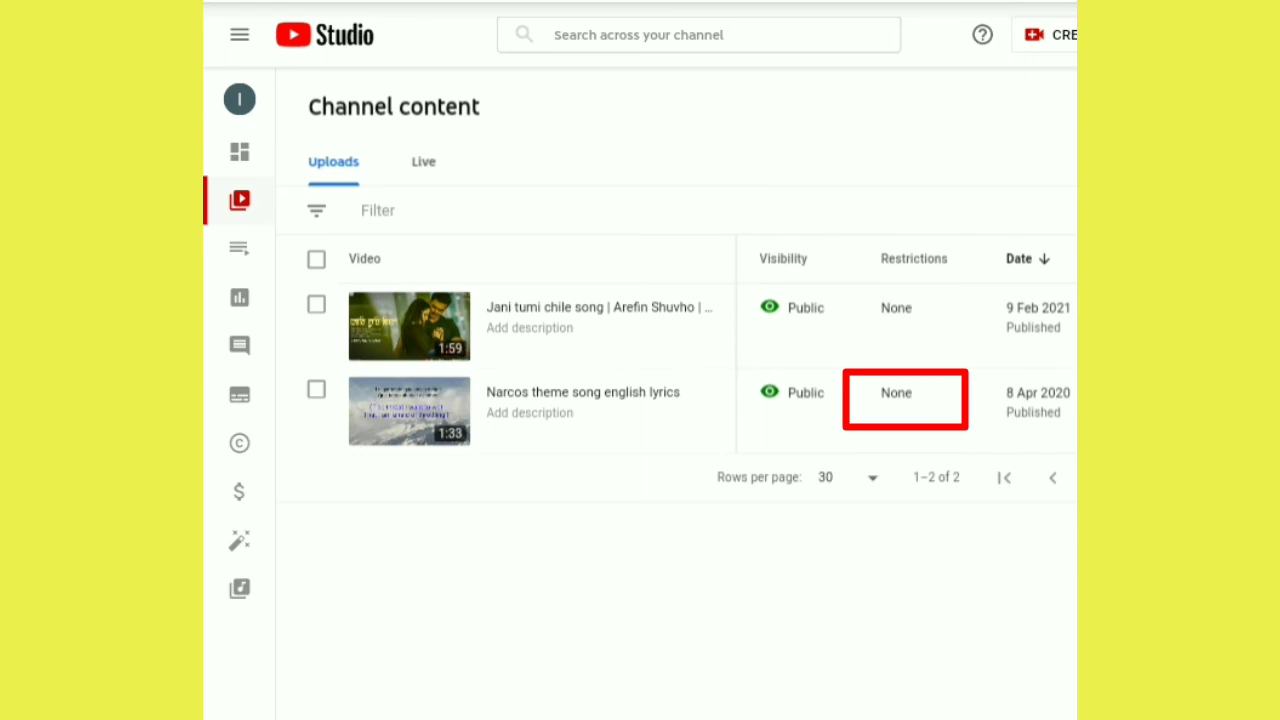 Studio
Search across your channel
CRE
I
Channel content
Uploads Live
Filter
Video Visibility Restrictions Date
Jani tumi chile song | Arefin Shuvho | ... Public None 9 Feb 2021
Add description Published
1:59
Narcos theme song english lyrics Public None 8 Apr 2020
Add description Published
1:33
Rows per page: 30 1–2 of 2